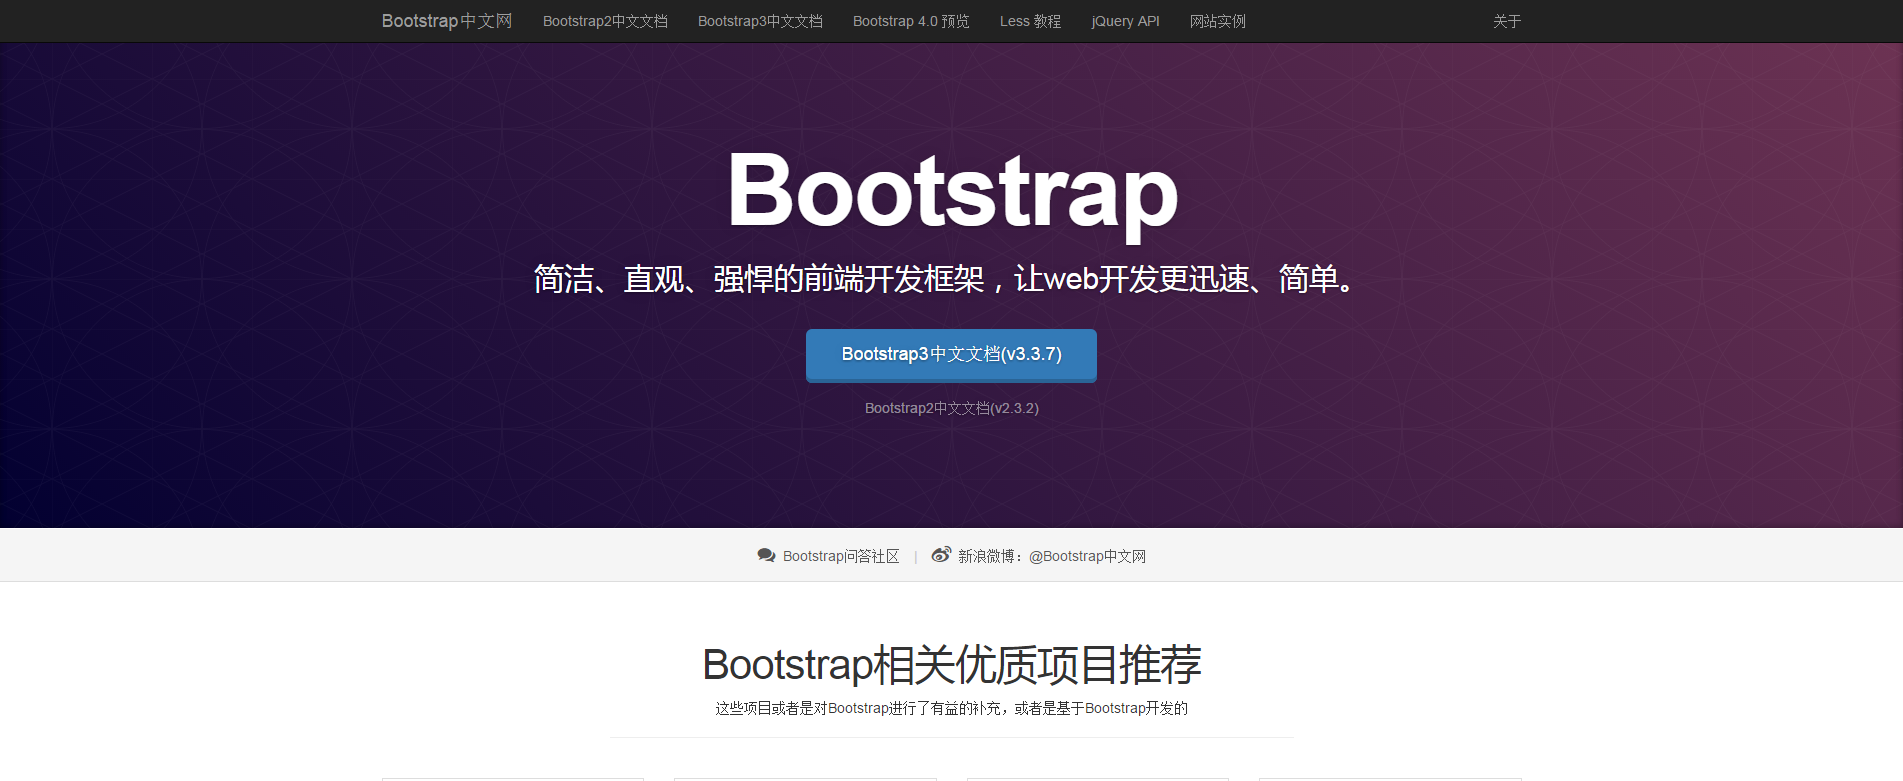 Bootstrap中文网 Bootstrap2中文文档 Bootstrap3中文文档 Bootstrap 4.0 预览 Less 教程 jQuery API 网站实例 关于
Bootstrap
简洁、直观、强悍的前端开发框架，让web开发更迅速、简单。
Bootstrap3中文文档(v3.3.7)
Bootstrap2中文文档(v2.3.2)
Bootstrap问答社区 | 新浪微博：@Bootstrap中文网
Bootstrap相关优质项目推荐
这些项目或者是对Bootstrap进行了有益的补充，或者是基于Bootstrap开发的